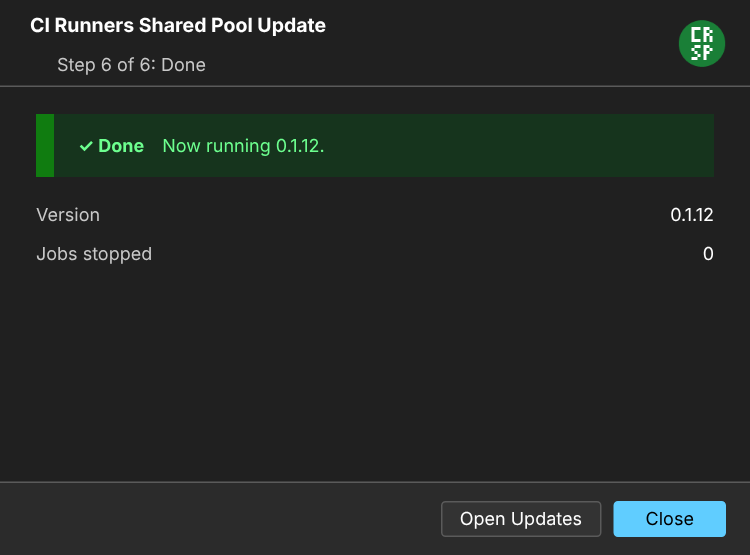 CI Runners Shared Pool Update
Step 6 of 6: Done
CR
SP
✓ Done Now running 0.1.12.
Version 0.1.12
Jobs stopped 0
Open Updates Close